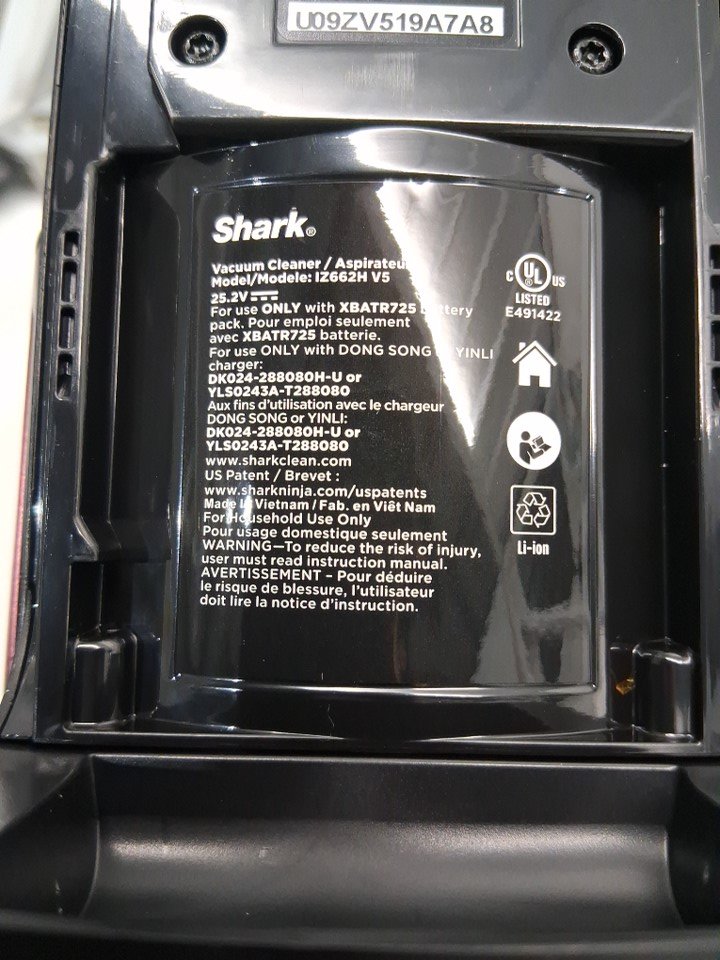 U09ZV519A7A8
Shark®
Vacuum Cleaner / Aspirateur
Model/Modele: IZ662H V5
25.2V
For use ONLY with XBATR725 battery
pack. Pour emploi seulement
avec XBATR725 batterie.
For use ONLY with DONG SONG or YINLI
charger:
DK024-288080H-U or
YLS0243A-T288080
Aux fins d'utilisation avec le chargeur
DONG SONG or YINLI:
DK024-288080H-U or
YLS0243A-T288080
www.sharkclean.com
US Patent / Brevet :
www.sharkninja.com/uspatents
Made in Vietnam / Fab. en Viêt Nam
For Household Use Only
Pour usage domestique seulement
WARNING—To reduce the risk of injury,
user must read instruction manual.
AVERTISSEMENT - Pour déduire
le risque de blessure, l'utilisateur
doit lire la notice d'instruction.
C UL® US
LISTED
E491422
Li-ion